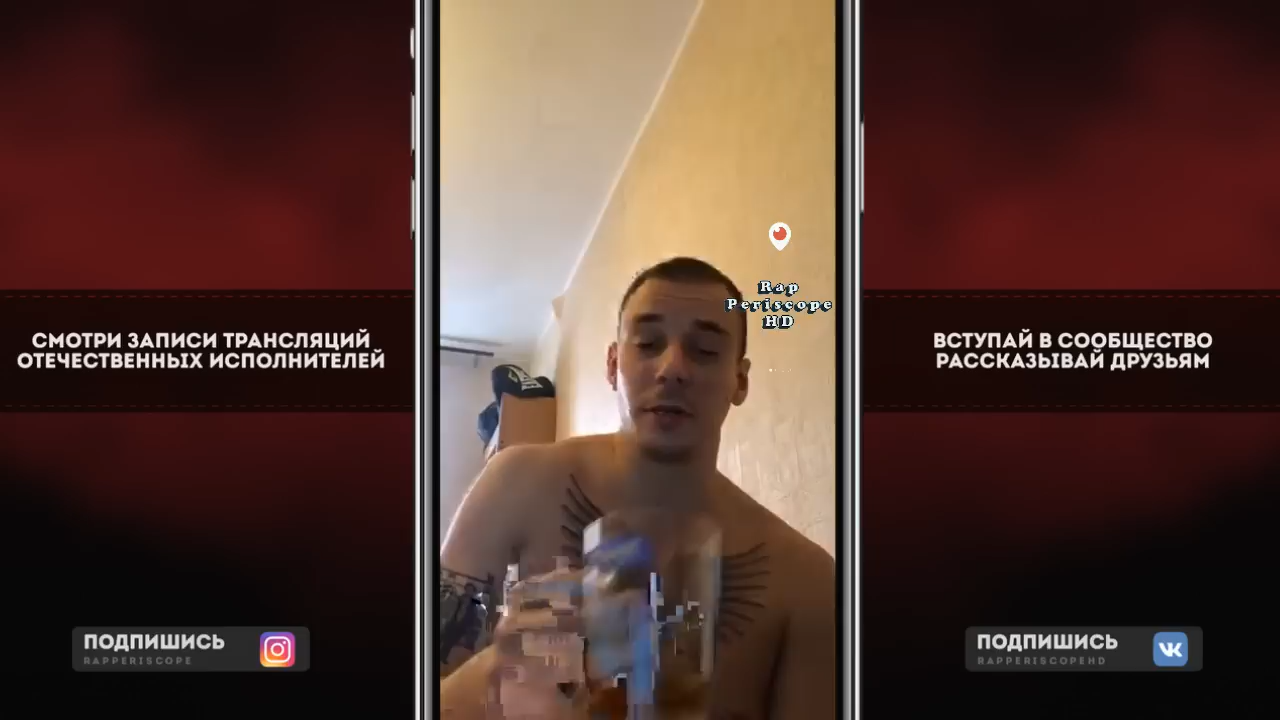 СМОТРИ ЗАПИСИ ТРАНСЛЯЦИЙ
ОТЕЧЕСТВЕННЫХ ИСПОЛНИТЕЛЕЙ
ПОДПИШИСЬ
RAPPERISCOPE
Rap
Periscope
HD
ВСТУПАЙ В СООБЩЕСТВО
РАССКАЗЫВАЙ ДРУЗЬЯМ
ПОДПИШИСЬ
RAPPERISCOPEHD